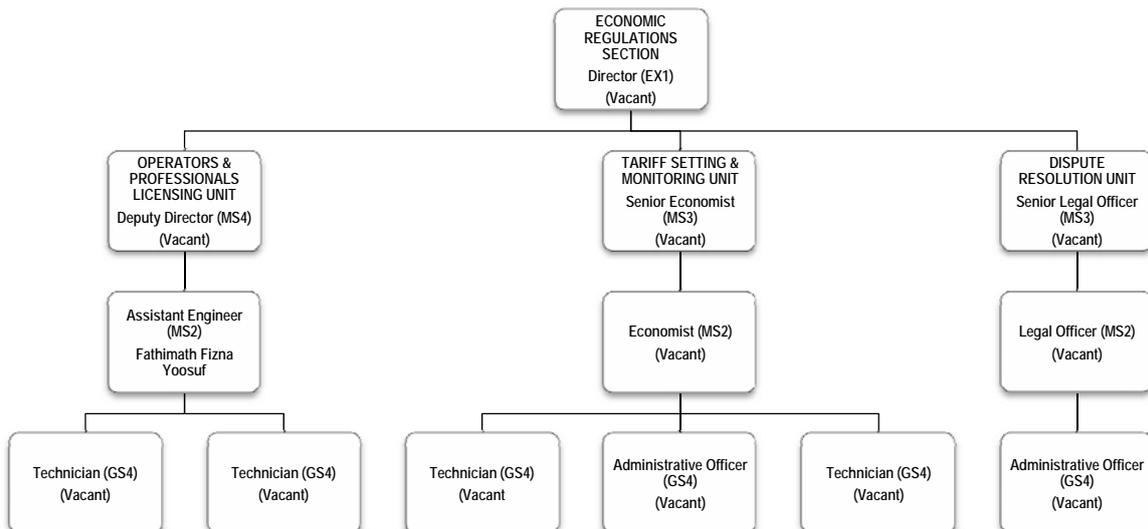 ECONOMIC
REGULATIONS
SECTION
Director (EX1)
(Vacant)
OPERATORS &
PROFESSIONALS
LICENSING UNIT
Deputy Director (MS4)
(Vacant)
TARIFF SETTING &
MONITORING UNIT
Senior Economist
(MS3)
(Vacant)
DISPUTE
RESOLUTION UNIT
Senior Legal Officer
(MS3)
(Vacant)
Assistant Engineer
(MS2)
Fathimath Fizna
Yoosuf
Economist (MS2)
(Vacant)
Legal Officer (MS2)
(Vacant)
Technician (GS4)
(Vacant)
Technician (GS4)
(Vacant)
Technician (GS4)
(Vacant
Administrative Officer
(GS4)
(Vacant)
Technician (GS4)
(Vacant)
Administrative Officer
(GS4)
(Vacant)